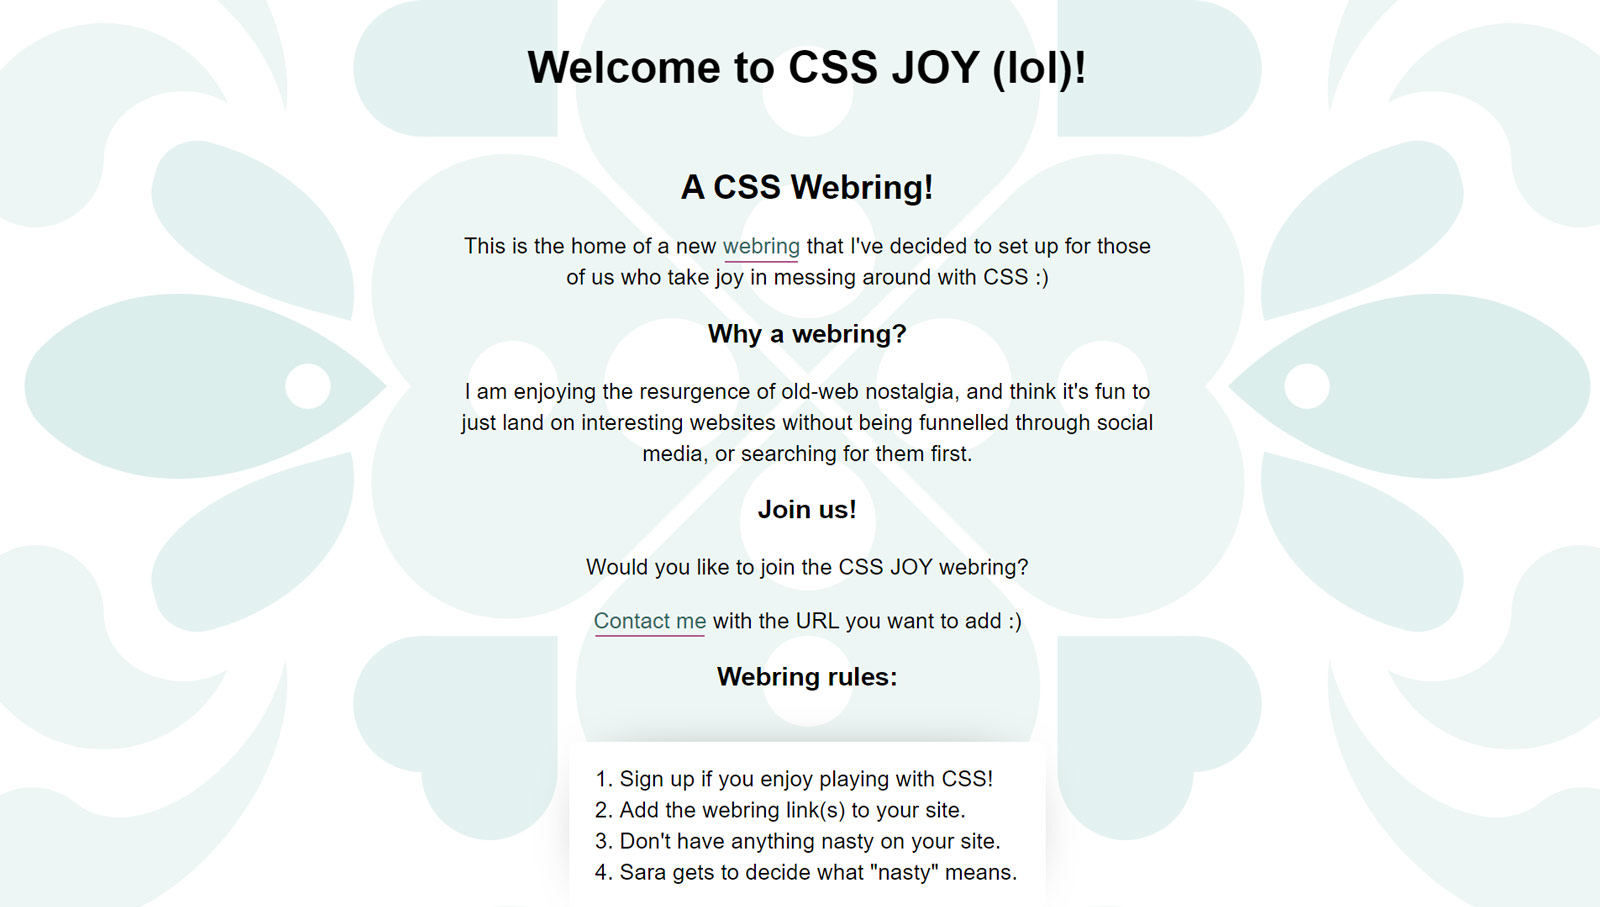 Welcome to CSS JOY (lol)!
A CSS Webring!
This is the home of a new webring that I've decided to set up for those
of us who take joy in messing around with CSS :)
Why a webring?
I am enjoying the resurgence of old-web nostalgia, and think it's fun to
just land on interesting websites without being funnelled through social
media, or searching for them first.
Join us!
Would you like to join the CSS JOY webring?
Contact me with the URL you want to add :)
Webring rules:
1. Sign up if you enjoy playing with CSS!
2. Add the webring link(s) to your site.
3. Don't have anything nasty on your site.
4. Sara gets to decide what "nasty" means.